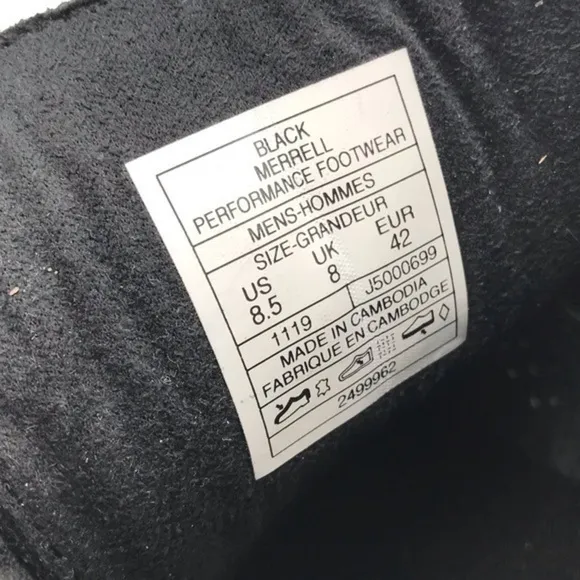 BLACK
MERRELL
PERFORMANCE FOOTWEAR
MENS-HOMMES
SIZE-GRANDEUR
US UK EUR
8.5 8 42
1119 J5000699
MADE IN CAMBODIA
FABRIQUE EN CAMBODGE
2499962